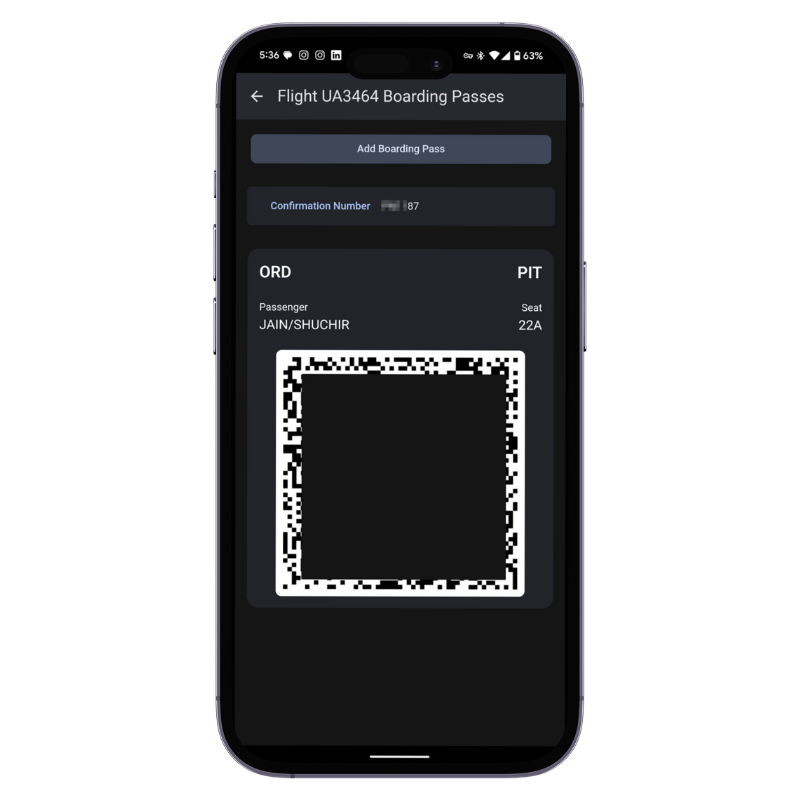 5:36 63%
Flight UA3464 Boarding Passes
Add Boarding Pass
Confirmation Number 87
ORD PIT
Passenger Seat
JAIN/SHUCHIR 22A